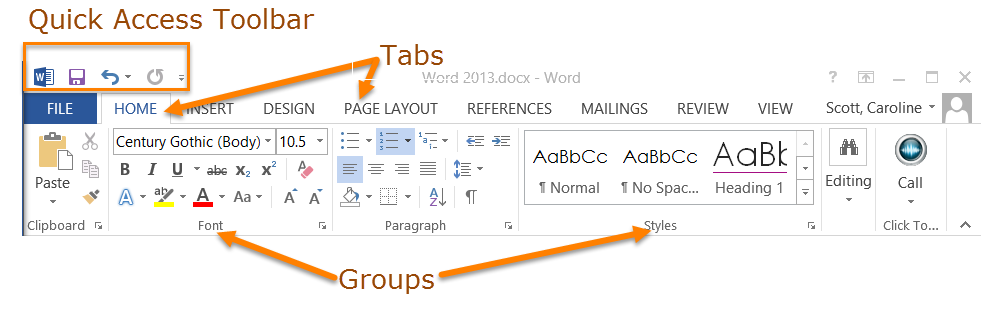 Quick Access Toolbar
Tabs
Word 2013.docx - Word
FILE HOME INSERT DESIGN PAGE LAYOUT REFERENCES MAILINGS REVIEW VIEW Scott, Caroline
Century Gothic (Body) 10.5
Paste
B I U abc x₂ x²
A ab A Aa A A
A Z
AaBbCc AaBbCc AaBb
¶ Normal ¶ No Spac... Heading 1
Editing
Call
Clipboard Font Paragraph Styles Click To...
Groups